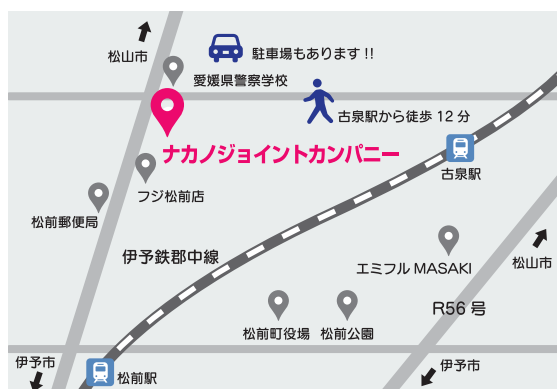 松山市
駐車場もあります!!
愛媛県警察学校
古泉駅から徒歩12分
ナカノジョイントカンパニー
古泉駅
フジ松前店
松前郵便局
伊予鉄郡中線
エミフルMASAKI
松山市
R56号
松前町役場
松前公園
伊予市
伊予市
松前駅